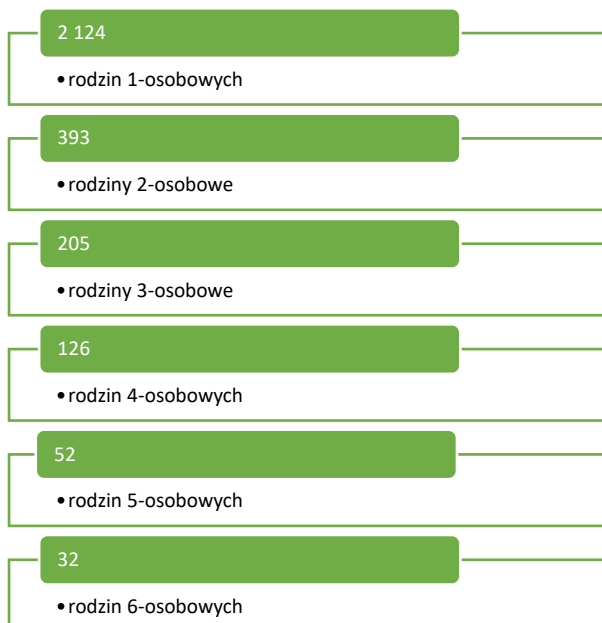 2 124
•rodzin 1-osobowych
393
•rodziny 2-osobowe
205
•rodziny 3-osobowe
126
•rodzin 4-osobowych
52
•rodzin 5-osobowych
32
•rodzin 6-osobowych